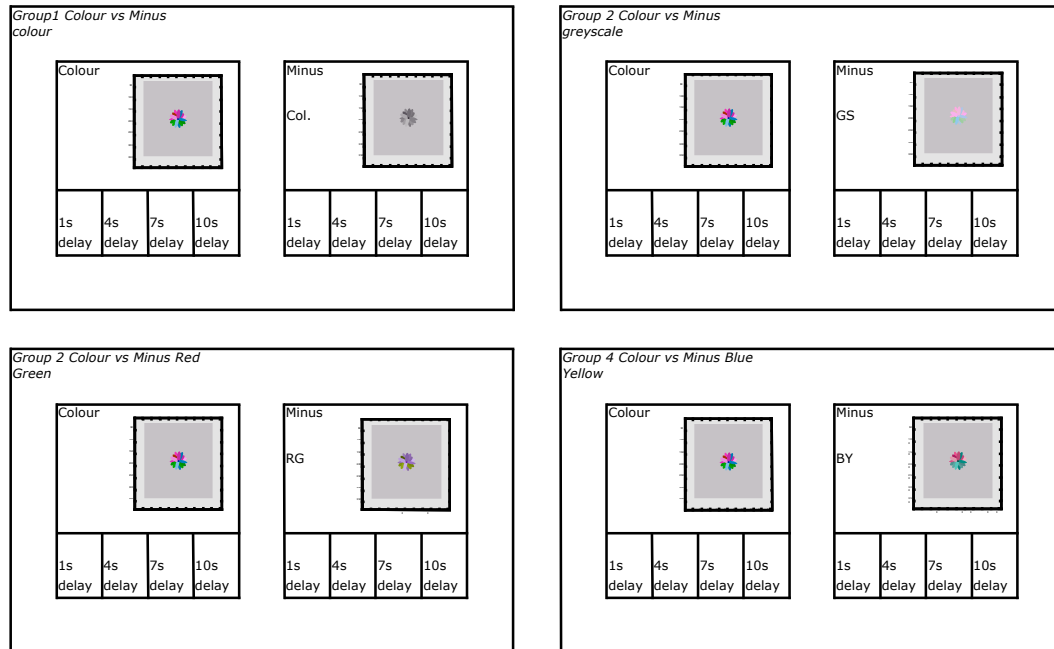 Group1 Colour vs Minus
colour
Colour
Minus
Col.
1s 4s 7s 10s
delay delay delay delay
1s 4s 7s 10s
delay delay delay delay
Group 2 Colour vs Minus
greyscale
Colour
Minus
GS
1s 4s 7s 10s
delay delay delay delay
1s 4s 7s 10s
delay delay delay delay
Group 2 Colour vs Minus Red
Green
Colour
Minus
RG
1s 4s 7s 10s
delay delay delay delay
1s 4s 7s 10s
delay delay delay delay
Group 4 Colour vs Minus Blue
Yellow
Colour
Minus
BY
1s 4s 7s 10s
delay delay delay delay
1s 4s 7s 10s
delay delay delay delay